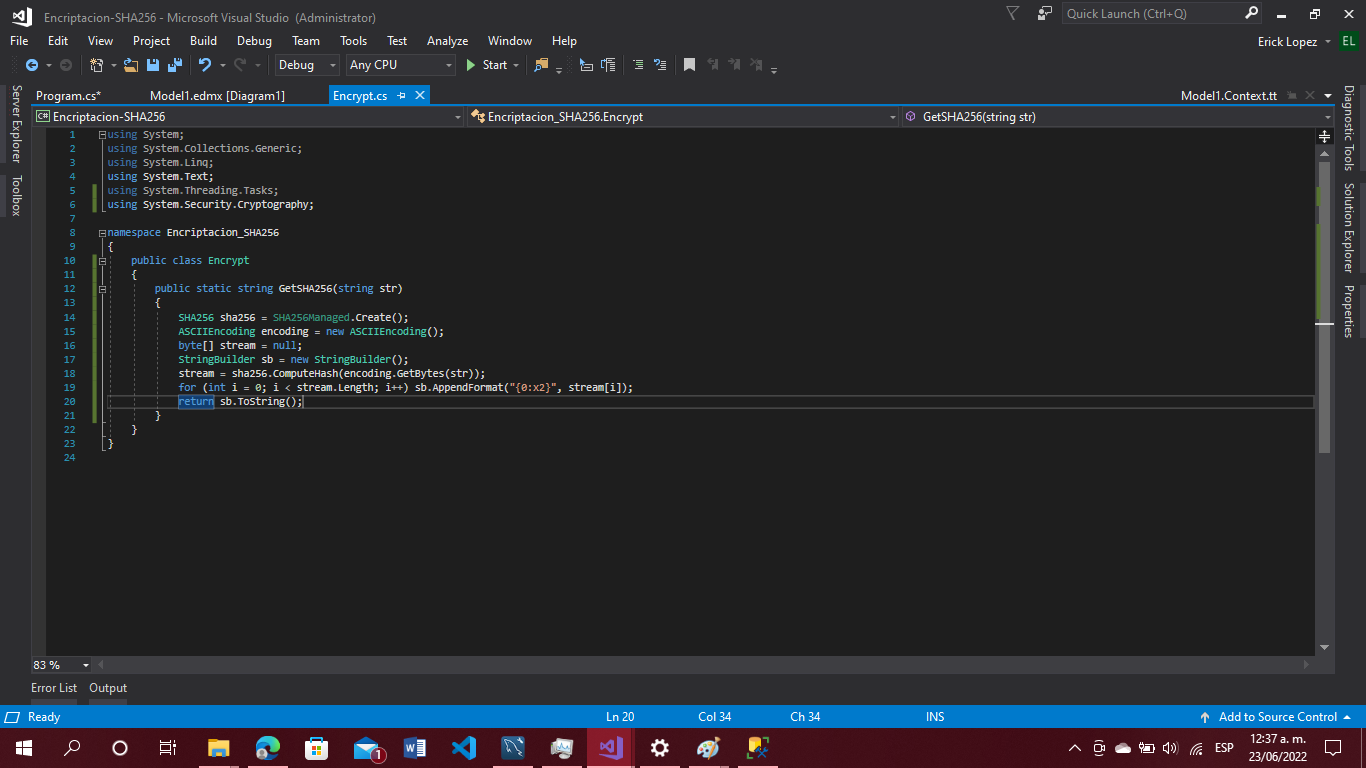 Encriptacion-SHA256 - Microsoft Visual Studio (Administrator)
Quick Launch (Ctrl+Q)
File Edit View Project Build Debug Team Tools Test Analyze Window Help
Erick Lopez EL
Debug Any CPU Start
Program.cs* Model1.edmx [Diagram1] Encrypt.cs Model1.Context.tt
C# Encriptacion-SHA256 Encriptacion_SHA256.Encrypt GetSHA256(string str)
Server Explorer
Toolbox
1 using System;
2 using System.Collections.Generic;
3 using System.Linq;
4 using System.Text;
5 using System.Threading.Tasks;
6 using System.Security.Cryptography;
7
8 namespace Encriptacion_SHA256
9 {
10 public class Encrypt
11 {
12 public static string GetSHA256(string str)
13 {
14 SHA256 sha256 = SHA256Managed.Create();
15 ASCIIEncoding encoding = new ASCIIEncoding();
16 byte[] stream = null;
17 StringBuilder sb = new StringBuilder();
18 stream = sha256.ComputeHash(encoding.GetBytes(str));
19 for (int i = 0; i < stream.Length; i++) sb.AppendFormat("{0:x2}", stream[i]);
20 return sb.ToString();
21 }
22 }
23 }
24
Diagnostic Tools
Solution Explorer
Properties
83 %
Error List Output
Ready Ln 20 Col 34 Ch 34 INS Add to Source Control
1
ESP
12:37 a. m.
23/06/2022